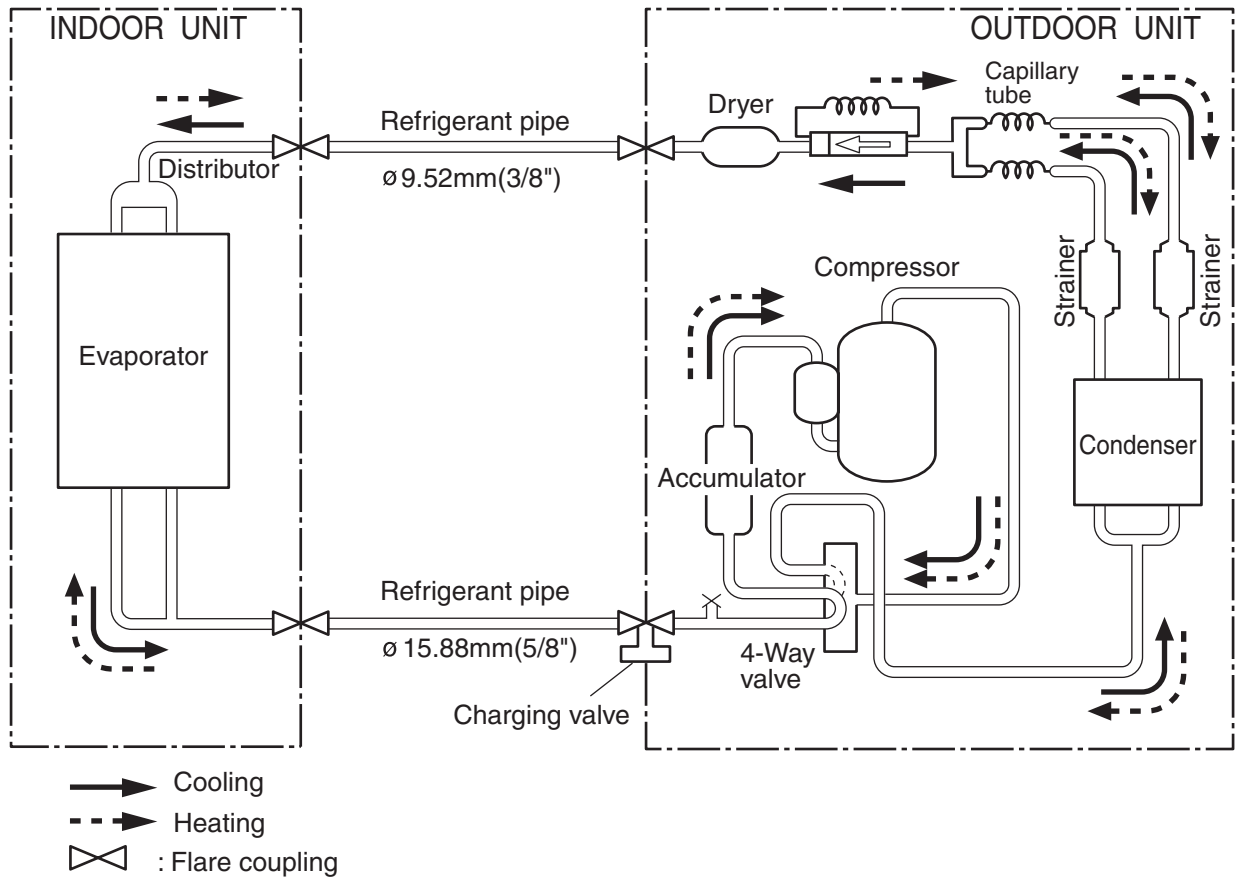 INDOOR UNIT
OUTDOOR UNIT
Capillary
tube
Dryer
Refrigerant pipe
ø 9.52mm(3/8")
Distributor
Strainer
Strainer
Compressor
Evaporator
Condenser
Accumulator
Refrigerant pipe
ø 15.88mm(5/8")
4-Way
valve
Charging valve
Cooling
Heating
: Flare coupling